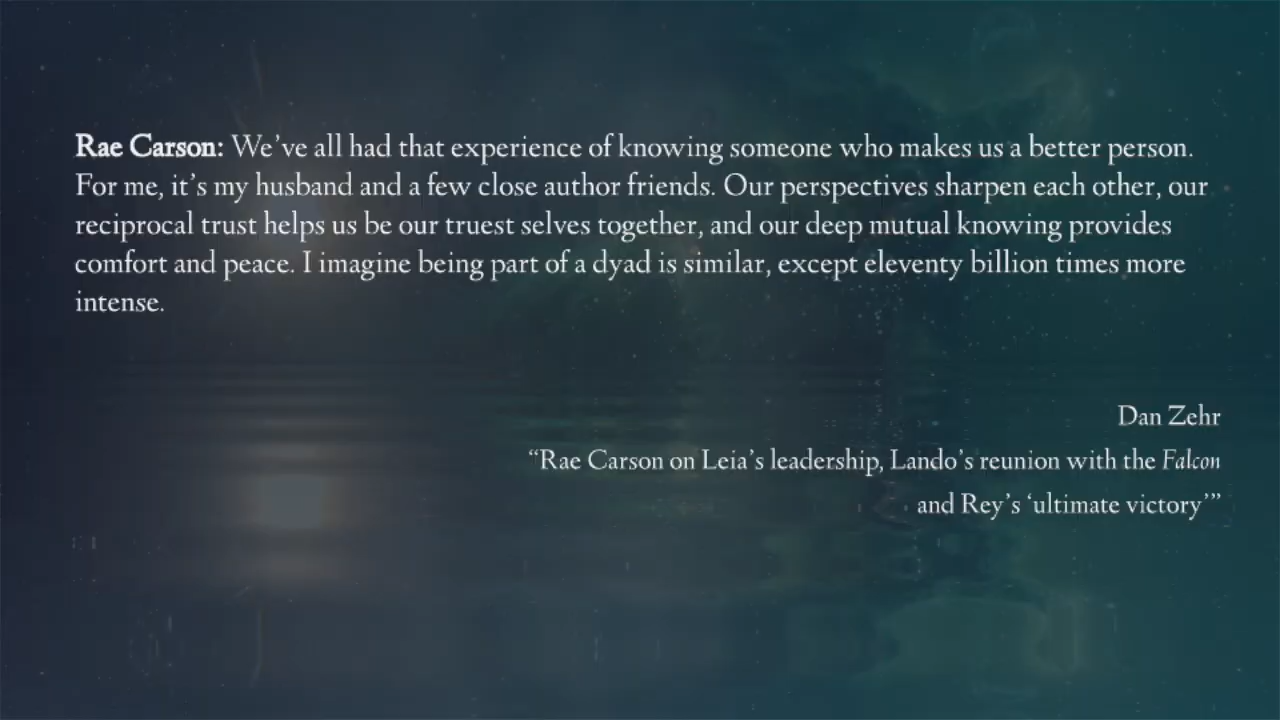 Rae Carson: We’ve all had that experience of knowing someone who makes us a better person.
For me, it’s my husband and a few close author friends. Our perspectives sharpen each other, our
reciprocal trust helps us be our truest selves together, and our deep mutual knowing provides
comfort and peace. I imagine being part of a dyad is similar, except eleventy billion times more
intense.
Dan Zehr
“Rae Carson on Leia’s leadership, Lando’s reunion with the Falcon
and Rey’s ‘ultimate victory’”